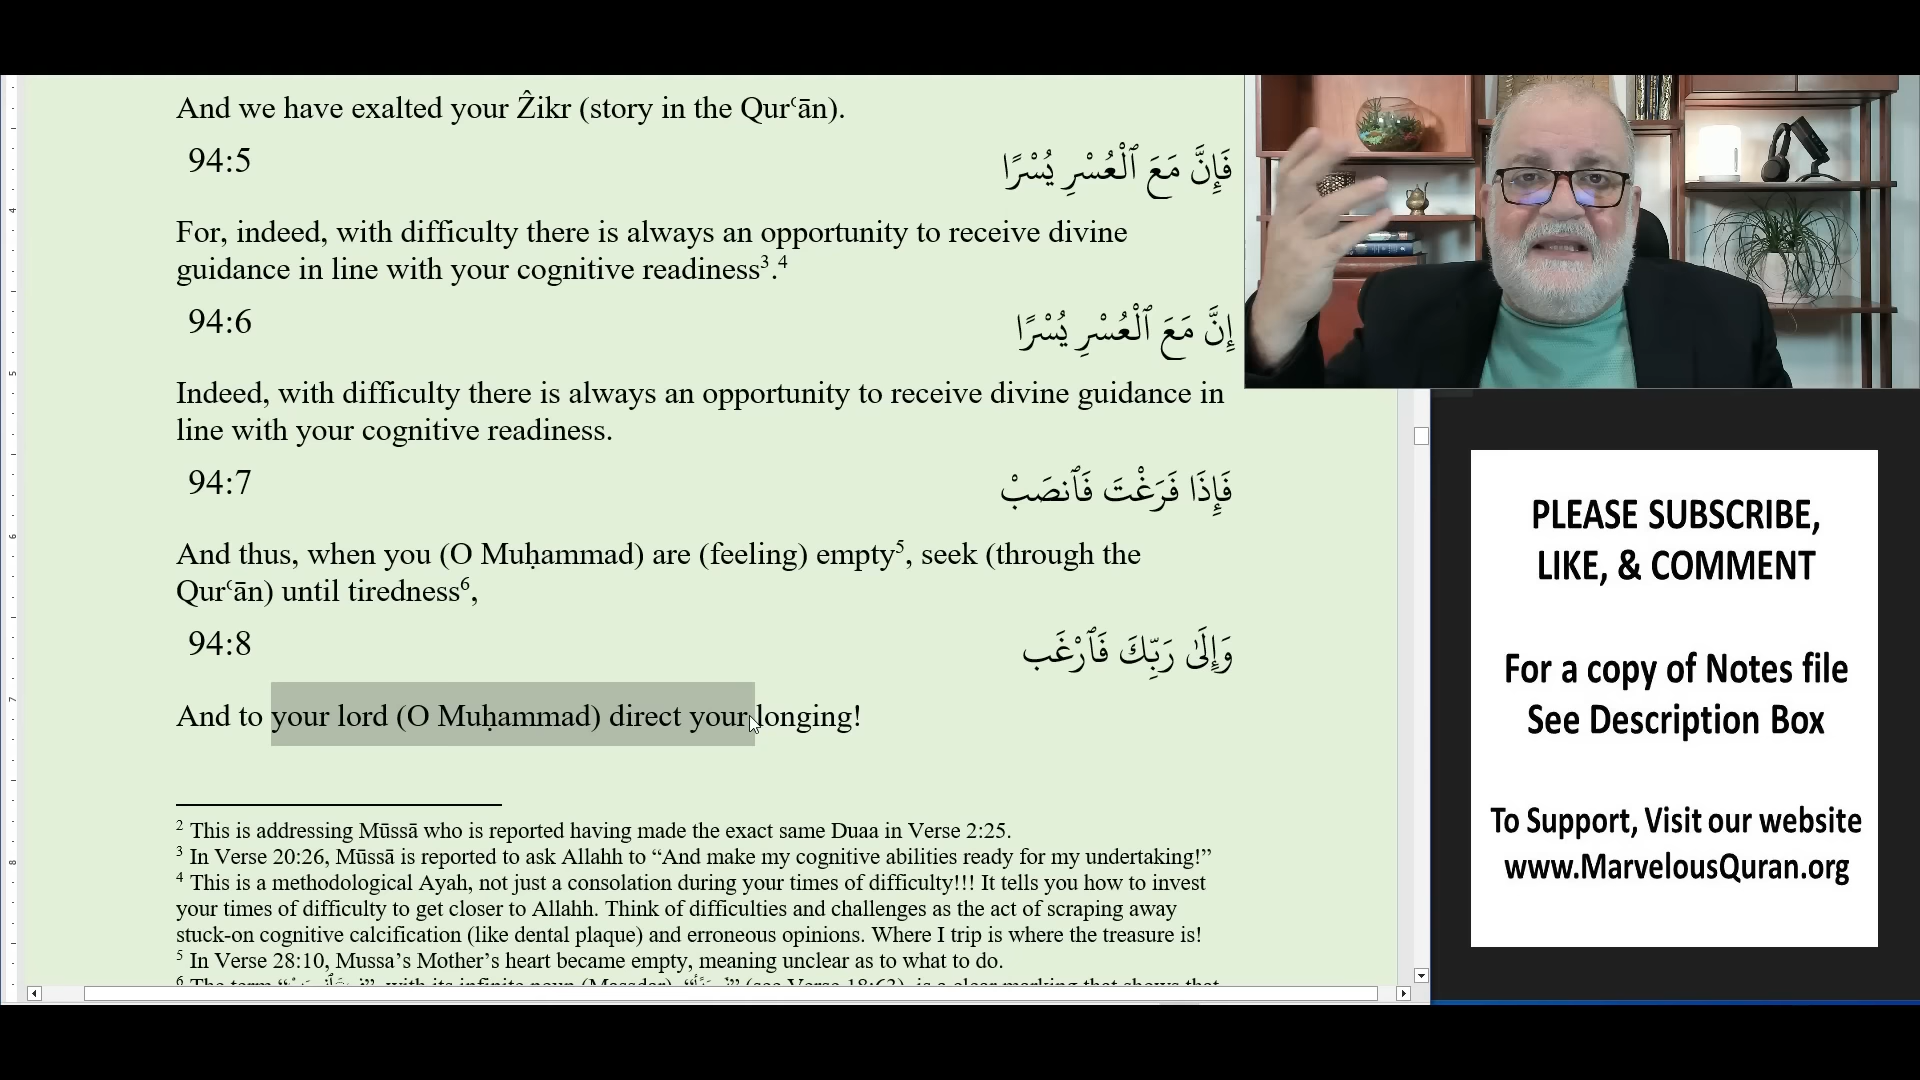 And we have exalted your Ẑikr (story in the Qurʿān).
94:5 فَإِنَّ مَعَ ٱلْعُسْرِ يُسْرًا
For, indeed, with difficulty there is always an opportunity to receive divine
guidance in line with your cognitive readiness³.⁴
94:6 إِنَّ مَعَ ٱلْعُسْرِ يُسْرًا
Indeed, with difficulty there is always an opportunity to receive divine guidance in
line with your cognitive readiness.
94:7 فَإِذَا فَرَغْتَ فَٱنصَبْ
And thus, when you (O Muḥammad) are (feeling) empty⁵, seek (through the
Qurʿān) until tiredness⁶,
94:8 وَإِلَىٰ رَبِّكَ فَٱرْغَب
And to your lord (O Muḥammad) direct your longing!
² This is addressing Mūssā who is reported having made the exact same Duaa in Verse 2:25.
³ In Verse 20:26, Mūssā is reported to ask Allahh to “And make my cognitive abilities ready for my undertaking!”
⁴ This is a methodological Ayah, not just a consolation during your times of difficulty!!! It tells you how to invest
your times of difficulty to get closer to Allahh. Think of difficulties and challenges as the act of scraping away
stuck-on cognitive calcification (like dental plaque) and erroneous opinions. Where I trip is where the treasure is!
⁵ In Verse 28:10, Mussa’s Mother’s heart became empty, meaning unclear as to what to do.
PLEASE SUBSCRIBE,
LIKE, & COMMENT
For a copy of Notes file
See Description Box
To Support, Visit our website
www.MarvelousQuran.org